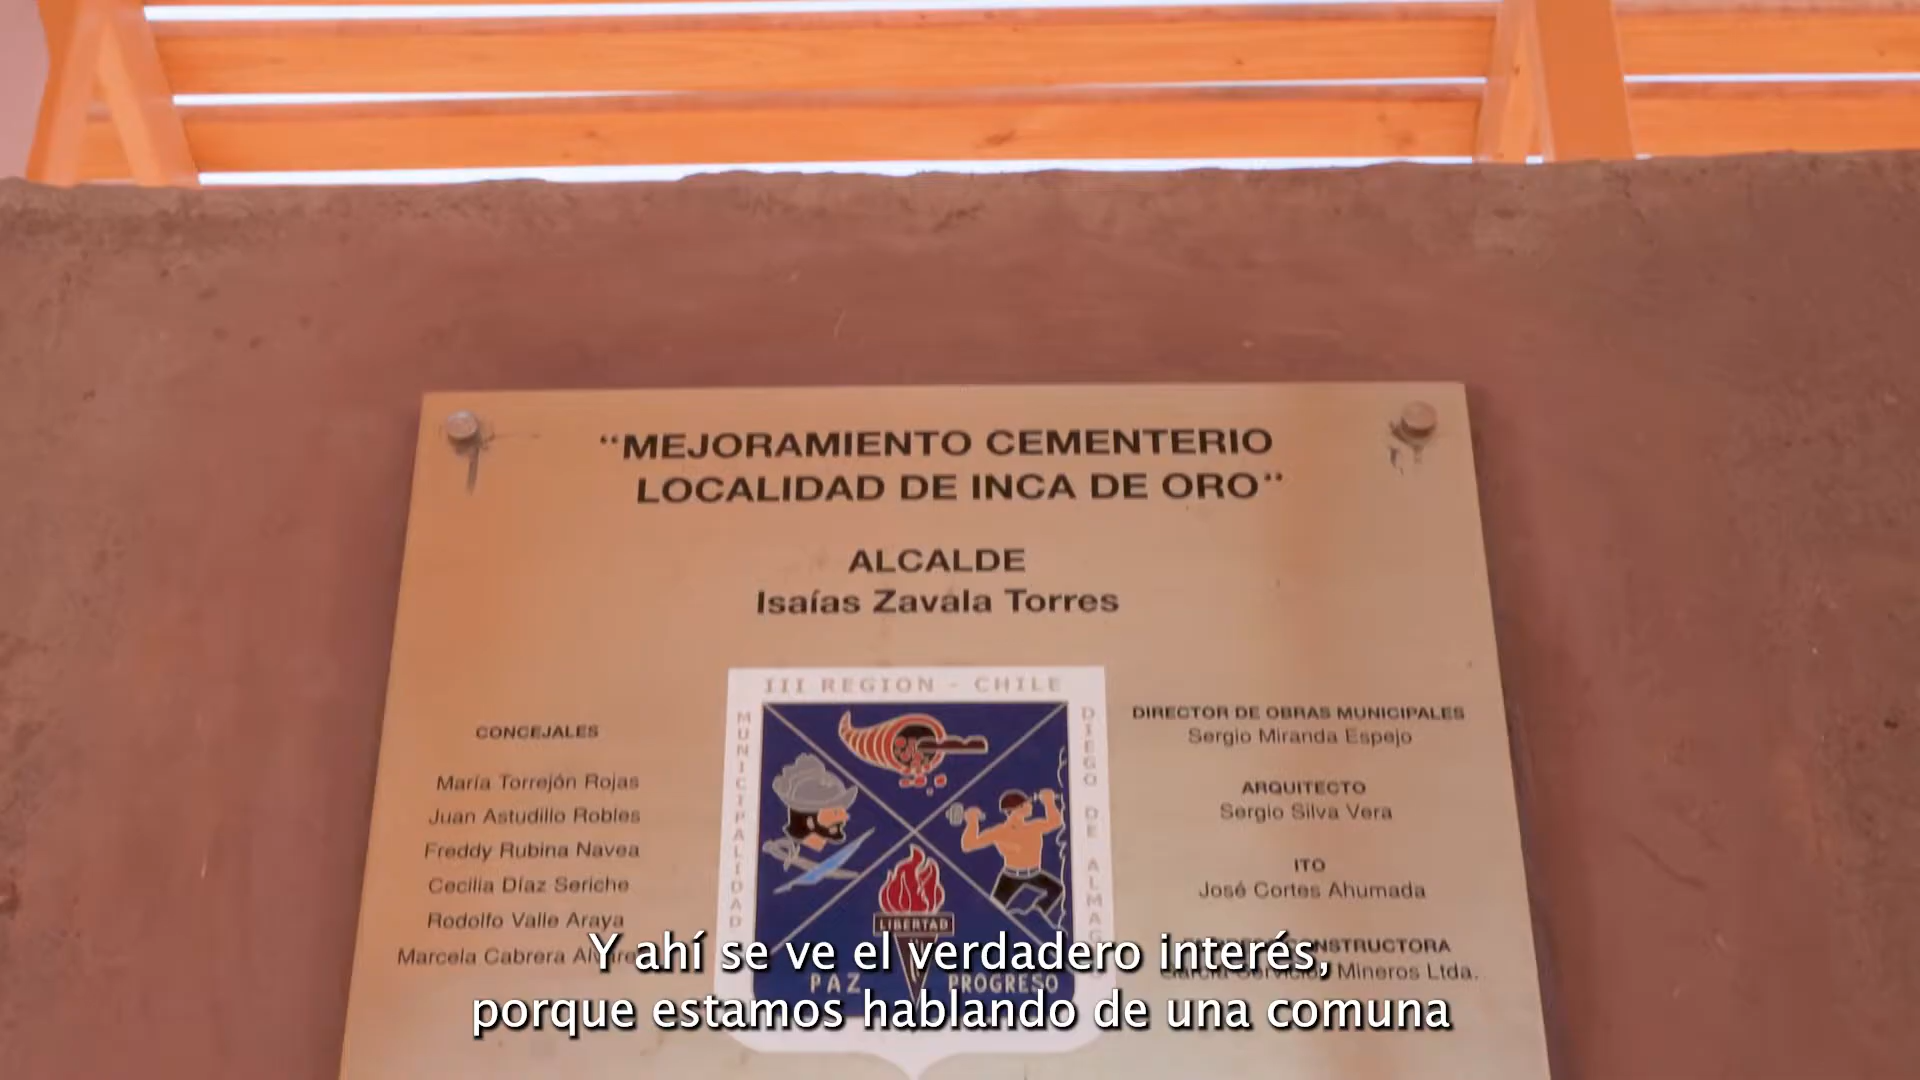 “MEJORAMIENTO CEMENTERIO
LOCALIDAD DE INCA DE ORO”
ALCALDE
Isaías Zavala Torres
CONCEJALES
María Torrejón Rojas
Juan Astudillo Robles
Freddy Rubina Navea
Cecilia Díaz Seriche
Rodolfo Valle Araya
Marcela Cabrera
III REGION - CHILE
MUNICIPALIDAD
DIEGO DE ALMAG
LIBERTAD
PAZ PROGRESO
DIRECTOR DE OBRAS MUNICIPALES
Sergio Miranda Espejo
ARQUITECTO
Sergio Silva Vera
ITO
José Cortes Ahumada
CONSTRUCTORA
Mineros Ltda.
Y ahí se ve el verdadero interés,
porque estamos hablando de una comuna